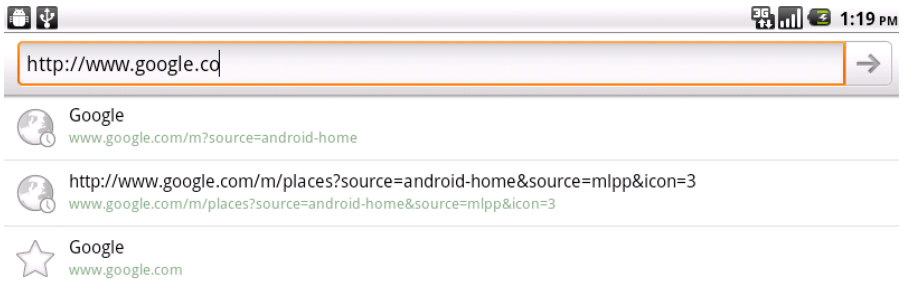 3G
1:19 PM
http://www.google.co
Google
www.google.com/m?source=android-home
http://www.google.com/m/places?source=android-home&source=mlpp&icon=3
www.google.com/m/places?source=android-home&source=mlpp&icon=3
Google
www.google.com